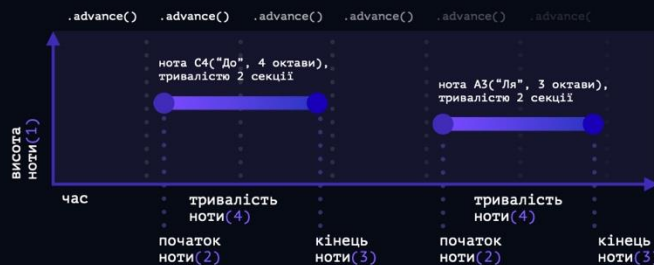 .advance() .advance() .advance() .advance() .advance() .advance(
нота C4("До", 4 октави),
тривалістю 2 секції
нота A3("Ля", 3 октави),
тривалістю 2 секції
висота
ноти(1)
час
тривалість
ноти(4)
тривалість
ноти(4)
початок
ноти(2)
кінець
ноти(3)
початок
ноти(2)
кінець
ноти(3)